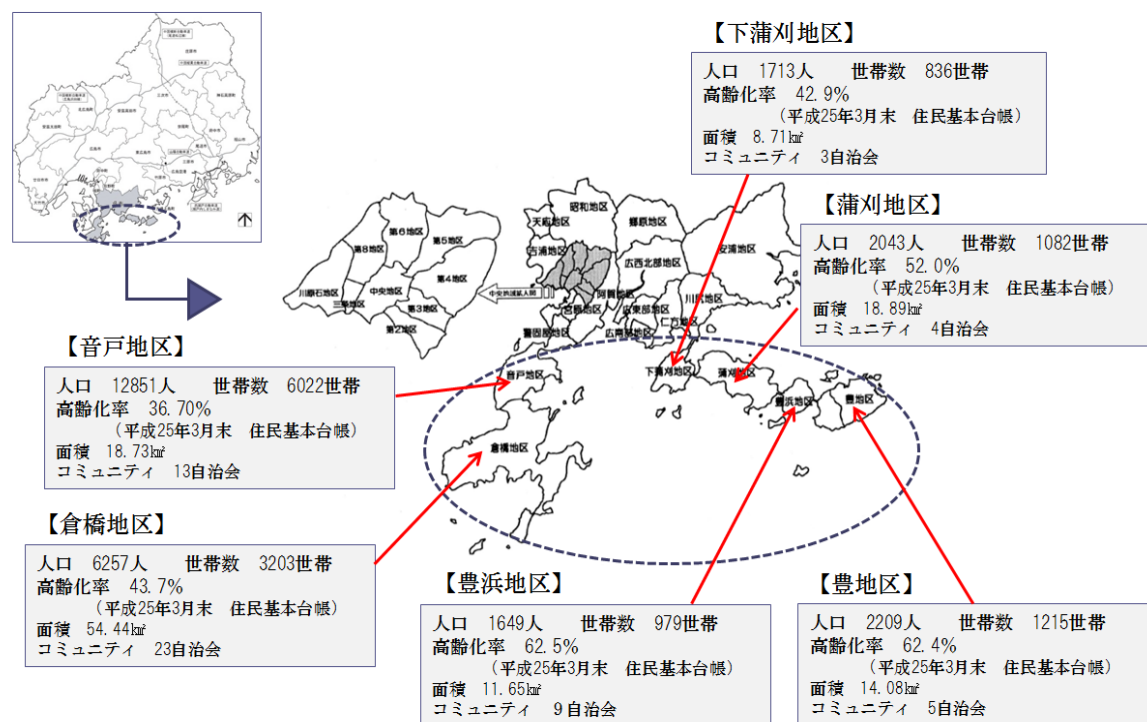 【下蒲刈地区】
人口　1713人　　世帯数　836世帯
高齢化率　42.9%
（平成25年3月末　住民基本台帳）
面積　8.71㎢
コミュニティ　3自治会
【蒲刈地区】
人口　2043人　　世帯数　1082世帯
高齢化率　52.0%
（平成25年3月末　住民基本台帳）
面積　18.89㎢
コミュニティ　4自治会
【音戸地区】
人口　12851人　　世帯数　6022世帯
高齢化率　36.70%
（平成25年3月末　住民基本台帳）
面積　18.73㎢
コミュニティ　13自治会
【倉橋地区】
人口　6257人　　世帯数　3203世帯
高齢化率　43.7%
（平成25年3月末　住民基本台帳）
面積　54.44㎢
コミュニティ　23自治会
【豊浜地区】
人口　1649人　　世帯数　979世帯
高齢化率　62.5%
（平成25年3月末　住民基本台帳）
面積　11.65㎢
コミュニティ　９自治会
【豊地区】
人口　2209人　　世帯数　1215世帯
高齢化率　62.4%
（平成25年3月末　住民基本台帳）
面積　14.08㎢
コミュニティ　5自治会
昭和地区
天応地区
郷原地区
吉浦地区
安浦地区
広西北部地区
阿賀地区
川尻地区
宮原地区
広東部地区
仁方地区
警固屋地区
広南部地区
第６地区
第５地区
第８地区
第４地区
川原石地区
中央地区
三条地区
第３地区
第２地区
中央地域拡大図
音戸地区
下蒲刈地区
蒲刈地区
豊浜地区
豊地区
倉橋地区